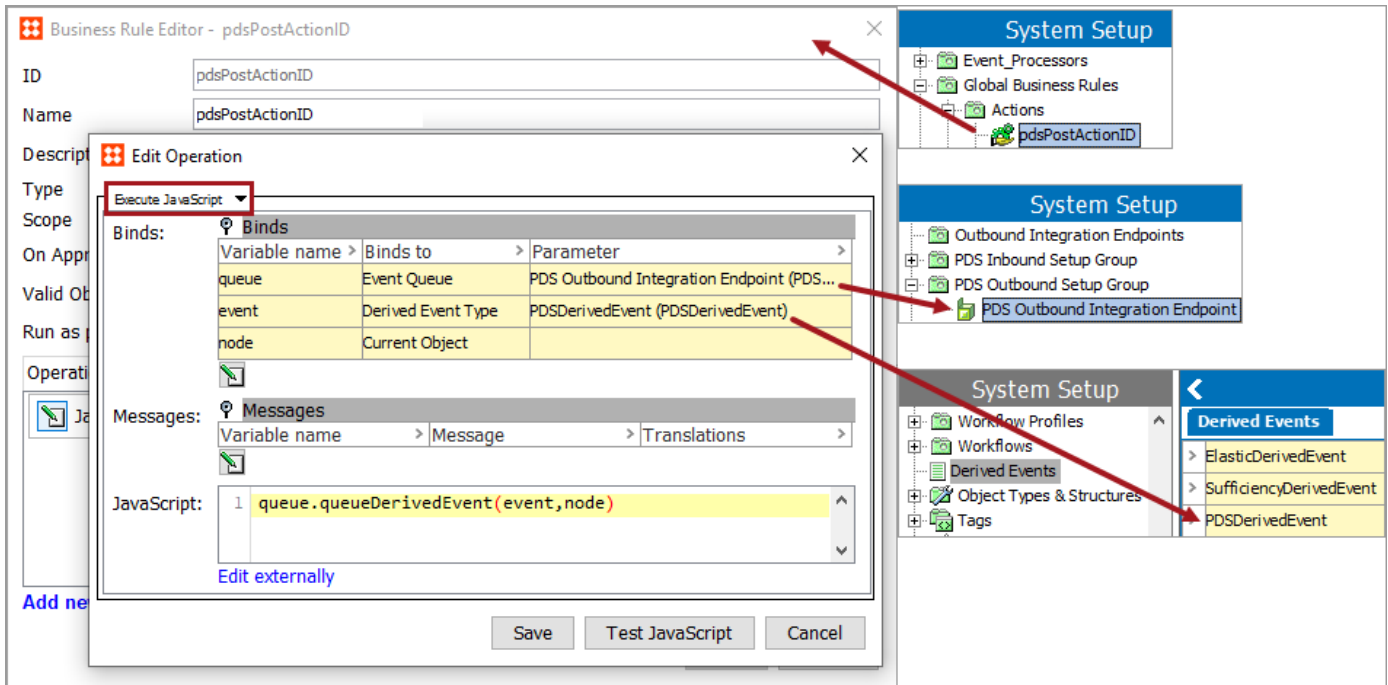 Business Rule Editor - pdsPostActionID
ID
pdsPostActionID
Name
pdsPostActionID
Descript
Type
Scope
On Appr
Valid Ob
Run as p
Operati
Ja
Add ne
Edit Operation
Execute JavaScript
Binds:
Binds
Variable name > Binds to > Parameter >
queue Event Queue PDS Outbound Integration Endpoint (PDS...
event Derived Event Type PDSDerivedEvent (PDSDerivedEvent)
node Current Object
Messages:
Messages
Variable name > Message > Translations >
JavaScript:
1 queue.queueDerivedEvent(event,node)
Edit externally
Save Test JavaScript Cancel
System Setup
Event_Processors
Global Business Rules
Actions
pdsPostActionID
System Setup
Outbound Integration Endpoints
PDS Inbound Setup Group
PDS Outbound Setup Group
PDS Outbound Integration Endpoint
System Setup
Workflow Profiles
Workflows
Derived Events
Object Types & Structures
Tags
Derived Events
> ElasticDerivedEvent
> SufficiencyDerivedEvent
PDSDerivedEvent